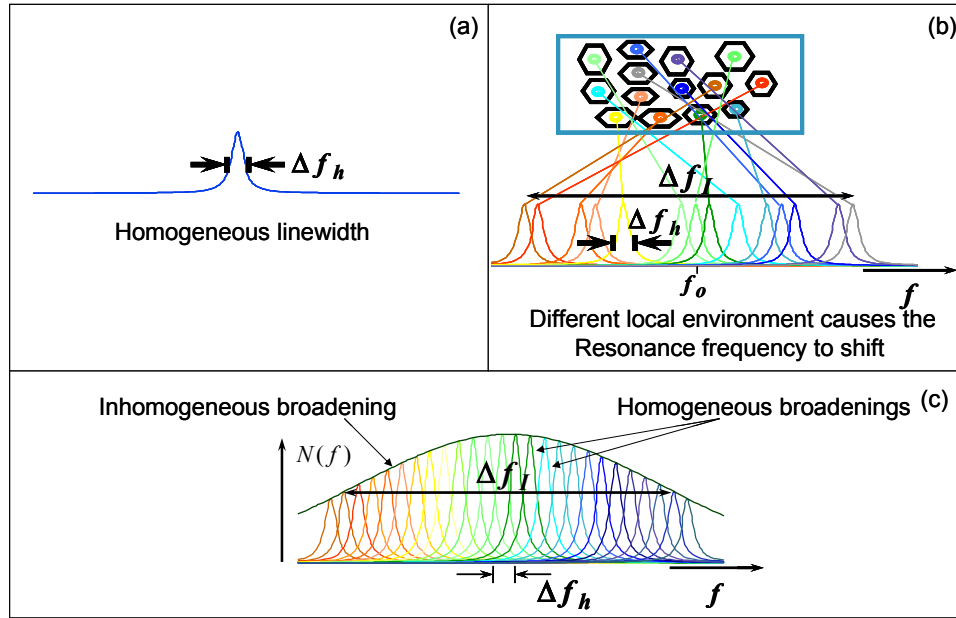 (a)
Δf_h
Homogeneous linewidth
(b)
Δf_I
Δf_h
f_o
f
Different local environment causes the
Resonance frequency to shift
(c)
Inhomogeneous broadening
Homogeneous broadenings
N(f)
Δf_I
Δf_h
f